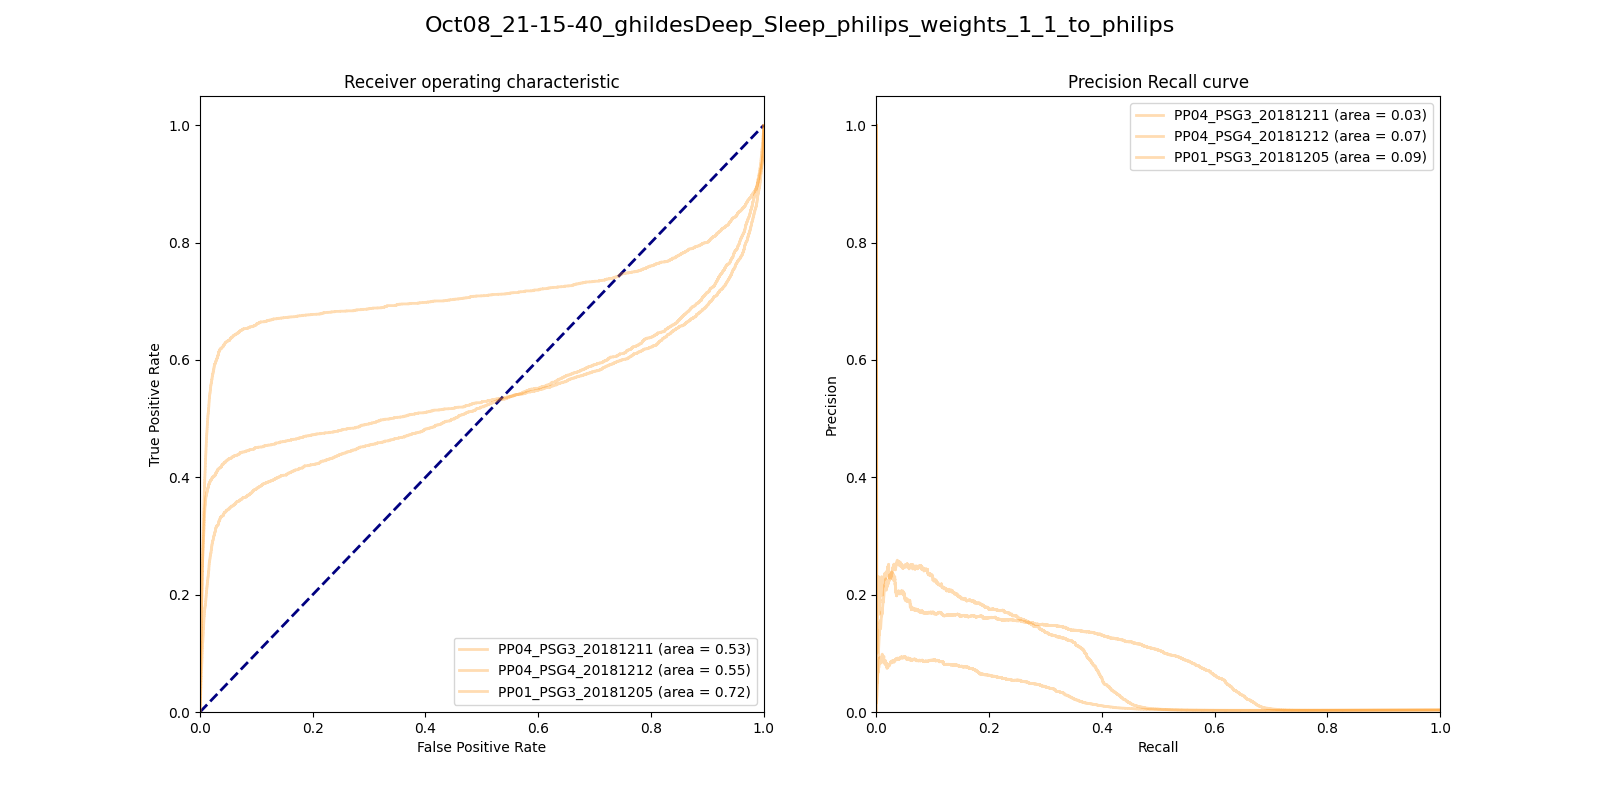 Oct08_21-15-40_ghildesDeep_Sleep_philips_weights_1_1_to_philips
Receiver operating characteristic
1.0
0.8
0.6
0.4
0.2
0.0
True Positive Rate
PP04_PSG3_20181211 (area = 0.53)
PP04_PSG4_20181212 (area = 0.55)
PP01_PSG3_20181205 (area = 0.72)
0.0 0.2 0.4 0.6 0.8 1.0
False Positive Rate
Precision Recall curve
PP04_PSG3_20181211 (area = 0.03)
PP04_PSG4_20181212 (area = 0.07)
PP01_PSG3_20181205 (area = 0.09)
1.0
0.8
0.6
0.4
0.2
0.0
Precision
0.0 0.2 0.4 0.6 0.8 1.0
Recall